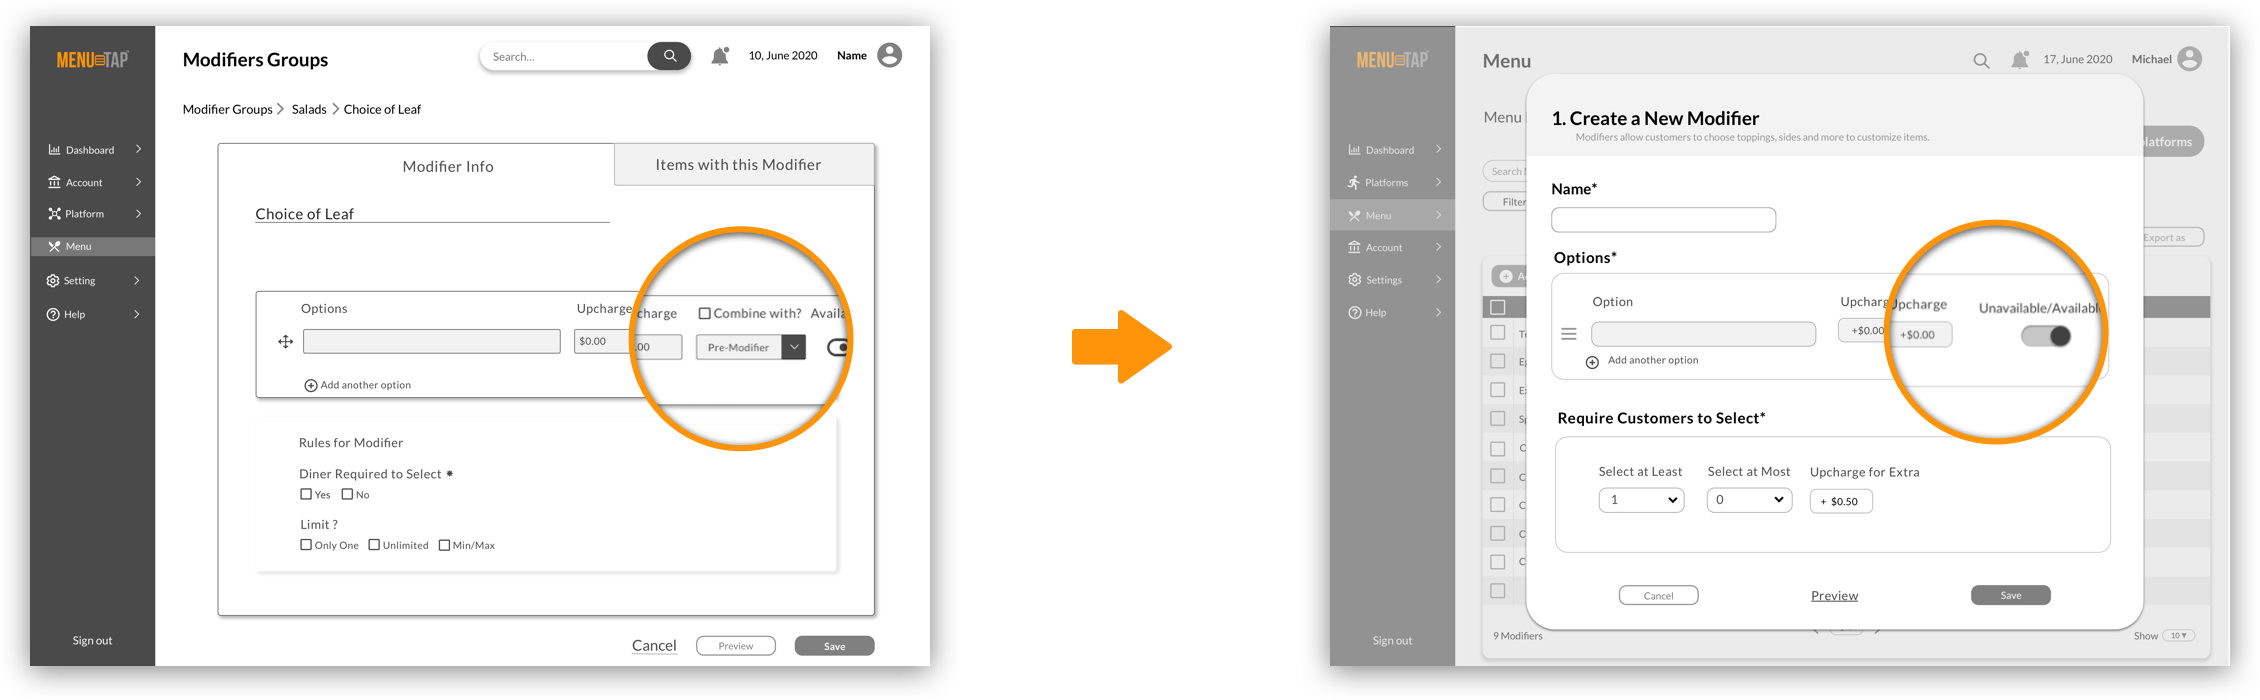 MENU TAP
Modifiers Groups
Search...
10, June 2020
Name
Modifier Groups > Salads > Choice of Leaf
Dashboard
Account
Platform
Menu
Setting
Help
Sign out
Modifier Info
Items with this Modifier
Choice of Leaf
Options
Upcharge
charge
Combine with?
Availa
$0.00
.00
Pre-Modifier
Add another option
Rules for Modifier
Diner Required to Select *
Yes No
Limit ?
Only One Unlimited Min/Max
Cancel
Preview
Save
MENU TAP
Menu
17, June 2020
Michael
Menu
latforms
Search
Filter
Export as
Dashboard
Platforms
Menu
Account
Settings
Help
Sign out
1. Create a New Modifier
Modifiers allow customers to choose toppings, sides and more to customize items.
Name*
Options*
Option
Upcharg
pcharge
Unavailable/Availabl
+$0.00
+$0.00
Add another option
Require Customers to Select*
Select at Least
Select at Most
Upcharge for Extra
1
0
+ $0.50
Cancel
Preview
Save
9 Modifiers
Show 10